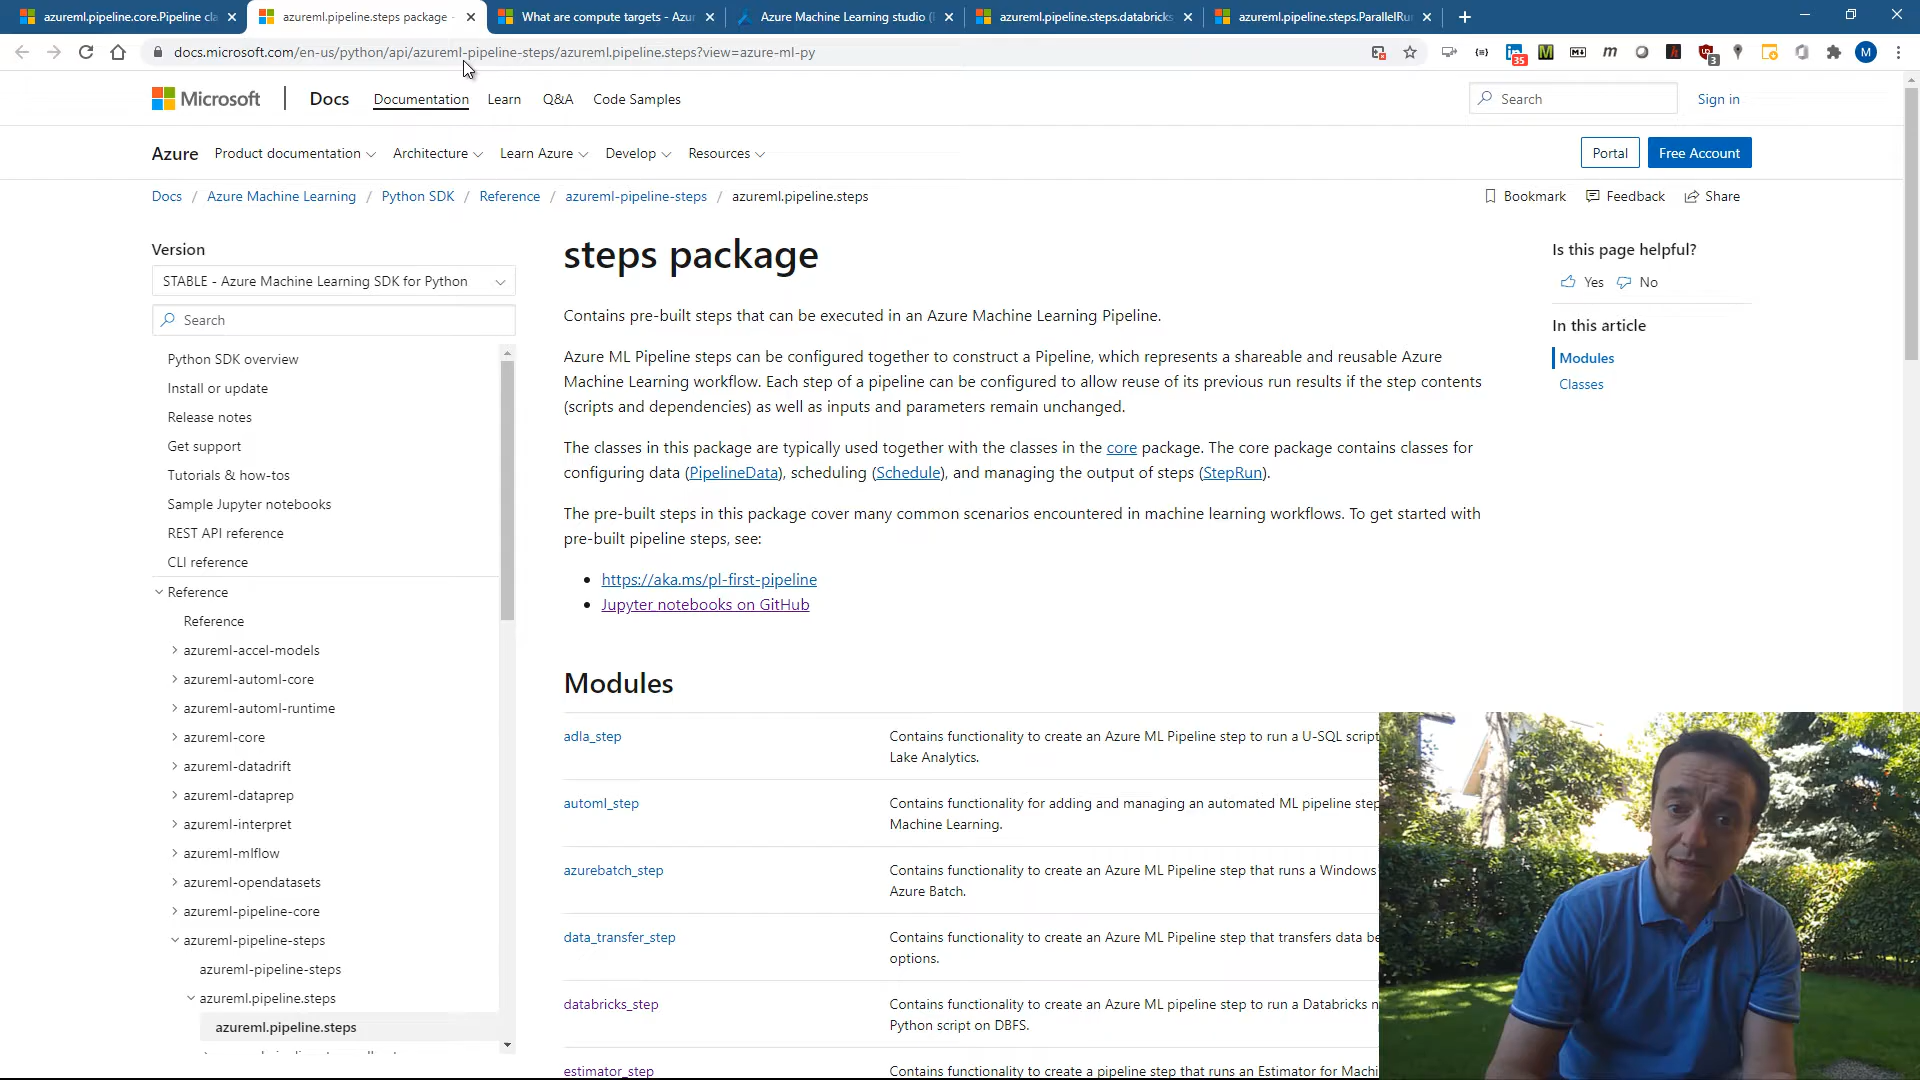 azureml.pipeline.core.Pipeline cla
azureml.pipeline.steps package -
What are compute targets - Azur
Azure Machine Learning studio (
azureml.pipeline.steps.databricks
azureml.pipeline.steps.ParallelRu
docs.microsoft.com/en-us/python/api/azureml-pipeline-steps/azureml.pipeline.steps?view=azure-ml-py
35
3
M
Microsoft
Docs
Documentation
Learn
Q&A
Code Samples
Search
Sign in
Azure
Product documentation
Architecture
Learn Azure
Develop
Resources
Portal
Free Account
Docs / Azure Machine Learning / Python SDK / Reference / azureml-pipeline-steps / azureml.pipeline.steps
Bookmark
Feedback
Share
Version
STABLE - Azure Machine Learning SDK for Python
Search
Python SDK overview
Install or update
Release notes
Get support
Tutorials & how-tos
Sample Jupyter notebooks
REST API reference
CLI reference
Reference
Reference
azureml-accel-models
azureml-automl-core
azureml-automl-runtime
azureml-core
azureml-datadrift
azureml-dataprep
azureml-interpret
azureml-mlflow
azureml-opendatasets
azureml-pipeline-core
azureml-pipeline-steps
azureml-pipeline-steps
azureml.pipeline.steps
azureml.pipeline.steps
steps package
Contains pre-built steps that can be executed in an Azure Machine Learning Pipeline.
Azure ML Pipeline steps can be configured together to construct a Pipeline, which represents a shareable and reusable Azure
Machine Learning workflow. Each step of a pipeline can be configured to allow reuse of its previous run results if the step contents
(scripts and dependencies) as well as inputs and parameters remain unchanged.
The classes in this package are typically used together with the classes in the core package. The core package contains classes for
configuring data (PipelineData), scheduling (Schedule), and managing the output of steps (StepRun).
The pre-built steps in this package cover many common scenarios encountered in machine learning workflows. To get started with
pre-built pipeline steps, see:
https://aka.ms/pl-first-pipeline
Jupyter notebooks on GitHub
Modules
adla_step
Contains functionality to create an Azure ML Pipeline step to run a U-SQL script
Lake Analytics.
automl_step
Contains functionality for adding and managing an automated ML pipeline step
Machine Learning.
azurebatch_step
Contains functionality to create an Azure ML Pipeline step that runs a Windows
Azure Batch.
data_transfer_step
Contains functionality to create an Azure ML Pipeline step that transfers data be
options.
databricks_step
Contains functionality to create an Azure ML pipeline step to run a Databricks n
Python script on DBFS.
estimator_step
Contains functionality to create a pipeline step that runs an Estimator for Machi
Is this page helpful?
Yes
No
In this article
Modules
Classes